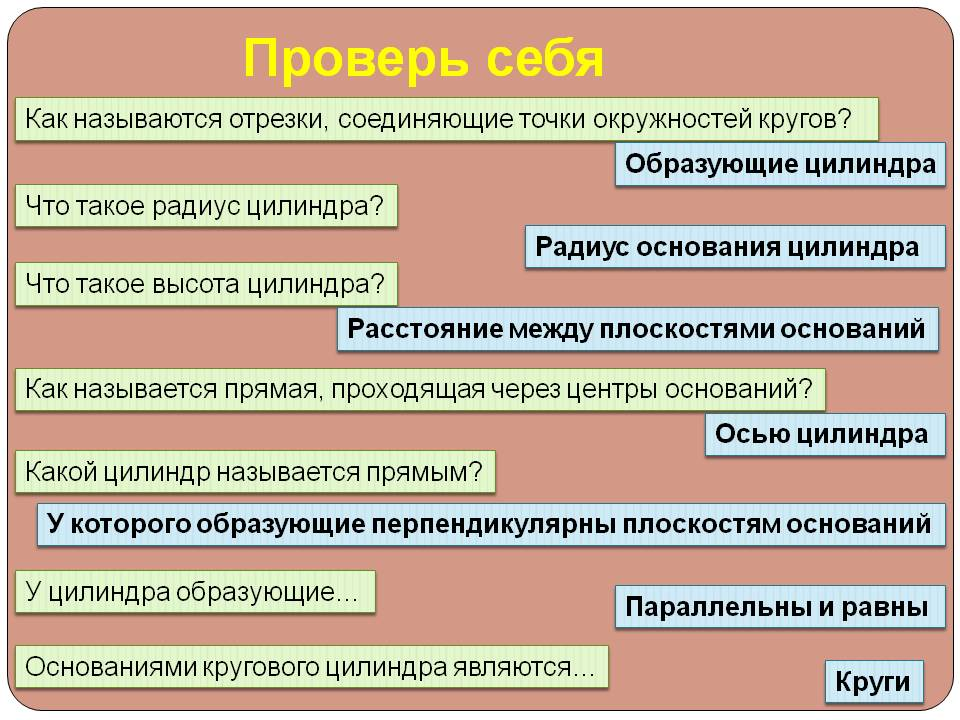 Проверь себя
Как называются отрезки, соединяющие точки окружностей кругов?
Образующие цилиндра
Что такое радиус цилиндра?
Радиус основания цилиндра
Что такое высота цилиндра?
Расстояние между плоскостями оснований
Как называется прямая, проходящая через центры оснований?
Осью цилиндра
Какой цилиндр называется прямым?
У которого образующие перпендикулярны плоскостям оснований
У цилиндра образующие…
Параллельны и равны
Основаниями кругового цилиндра являются…
Круги